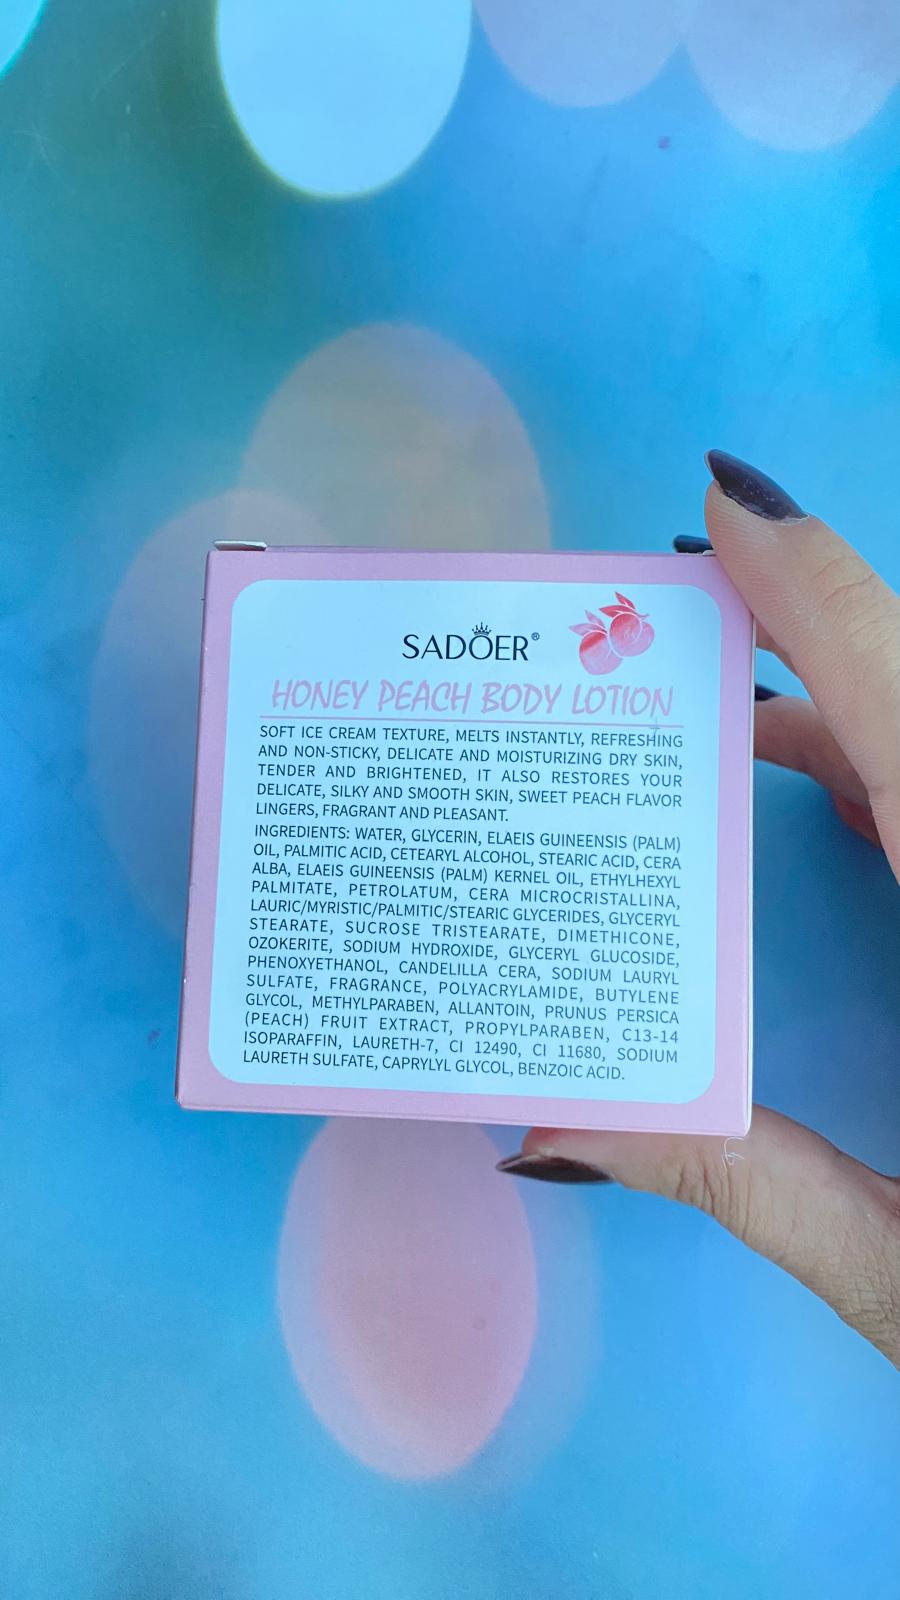 SADOER®
HONEY PEACH BODY LOTION
SOFT ICE CREAM TEXTURE, MELTS INSTANTLY, REFRESHING
AND NON-STICKY, DELICATE AND MOISTURIZING DRY SKIN,
TENDER AND BRIGHTENED, IT ALSO RESTORES YOUR
DELICATE, SILKY AND SMOOTH SKIN, SWEET PEACH FLAVOR
LINGERS, FRAGRANT AND PLEASANT.
INGREDIENTS: WATER, GLYCERIN, ELAEIS GUINEENSIS (PALM)
OIL, PALMITIC ACID, CETEARYL ALCOHOL, STEARIC ACID, CERA
ALBA, ELAEIS GUINEENSIS (PALM) KERNEL OIL, ETHYLHEXYL
PALMITATE, PETROLATUM, CERA MICROCRISTALLINA,
LAURIC/MYRISTIC/PALMITIC/STEARIC GLYCERIDES, GLYCERYL
STEARATE, SUCROSE TRISTEARATE, DIMETHICONE,
OZOKERITE, SODIUM HYDROXIDE, GLYCERYL GLUCOSIDE,
PHENOXYETHANOL, CANDELILLA CERA, SODIUM LAURYL
SULFATE, FRAGRANCE, POLYACRYLAMIDE, BUTYLENE
GLYCOL, METHYLPARABEN, ALLANTOIN, PRUNUS PERSICA
(PEACH) FRUIT EXTRACT, PROPYLPARABEN, C13-14
ISOPARAFFIN, LAURETH-7, CI 12490, CI 11680, SODIUM
LAURETH SULFATE, CAPRYLYL GLYCOL, BENZOIC ACID.